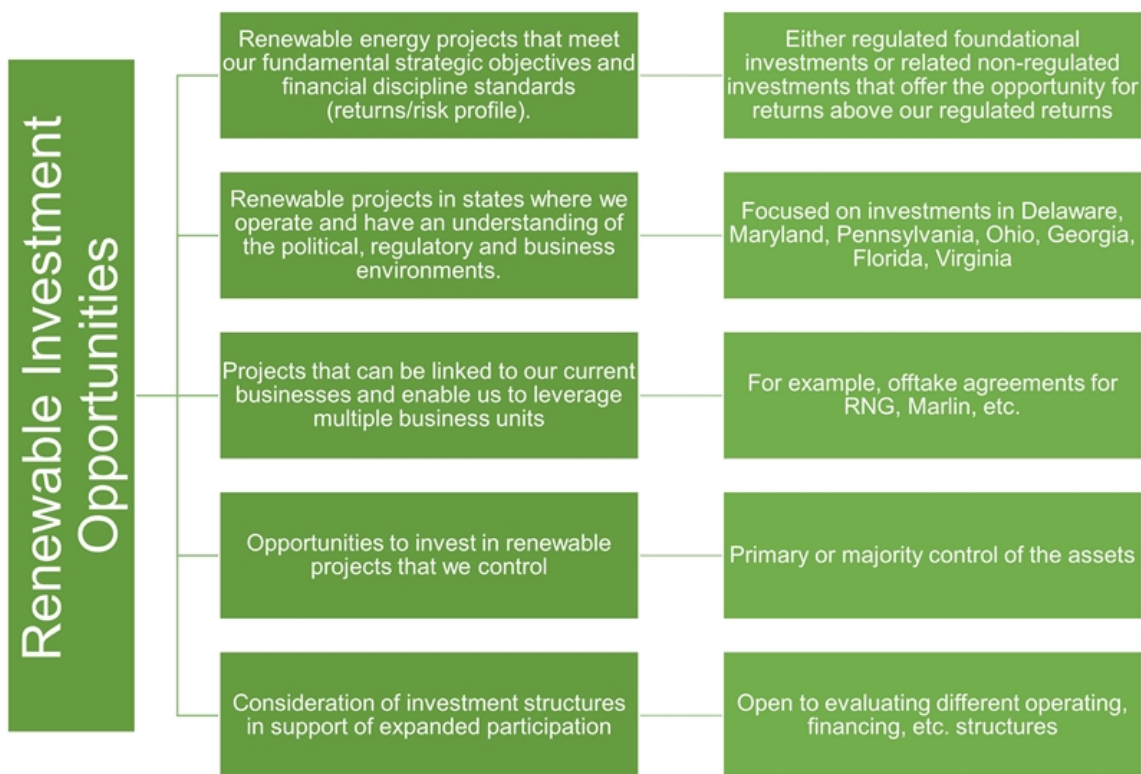 Renewable Investment
Opportunities
Renewable energy projects that meet
our fundamental strategic objectives and
financial discipline standards
(returns/risk profile).
Either regulated foundational
investments or related non-regulated
investments that offer the opportunity for
returns above our regulated returns
Renewable projects in states where we
operate and have an understanding of
the political, regulatory and business
environments.
Focused on investments in Delaware,
Maryland, Pennsylvania, Ohio, Georgia,
Florida, Virginia
Projects that can be linked to our current
businesses and enable us to leverage
multiple business units
For example, offtake agreements for
RNG, Marlin, etc.
Opportunities to invest in renewable
projects that we control
Primary or majority control of the assets
Consideration of investment structures
in support of expanded participation
Open to evaluating different operating,
financing, etc. structures